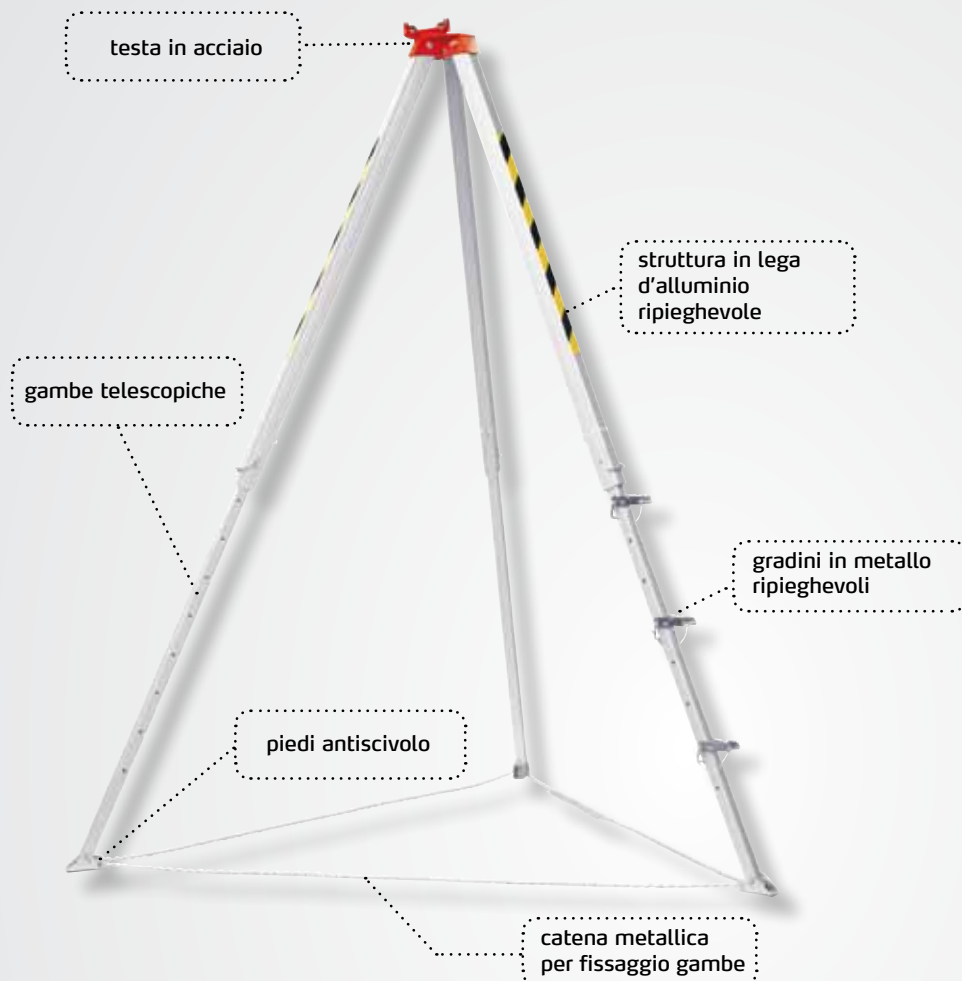 testa in acciaio
struttura in lega
d'alluminio
ripieghevole
gambe telescopiche
gradini in metallo
ripieghevoli
piedi antiscivolo
catena metallica
per fissaggio gambe